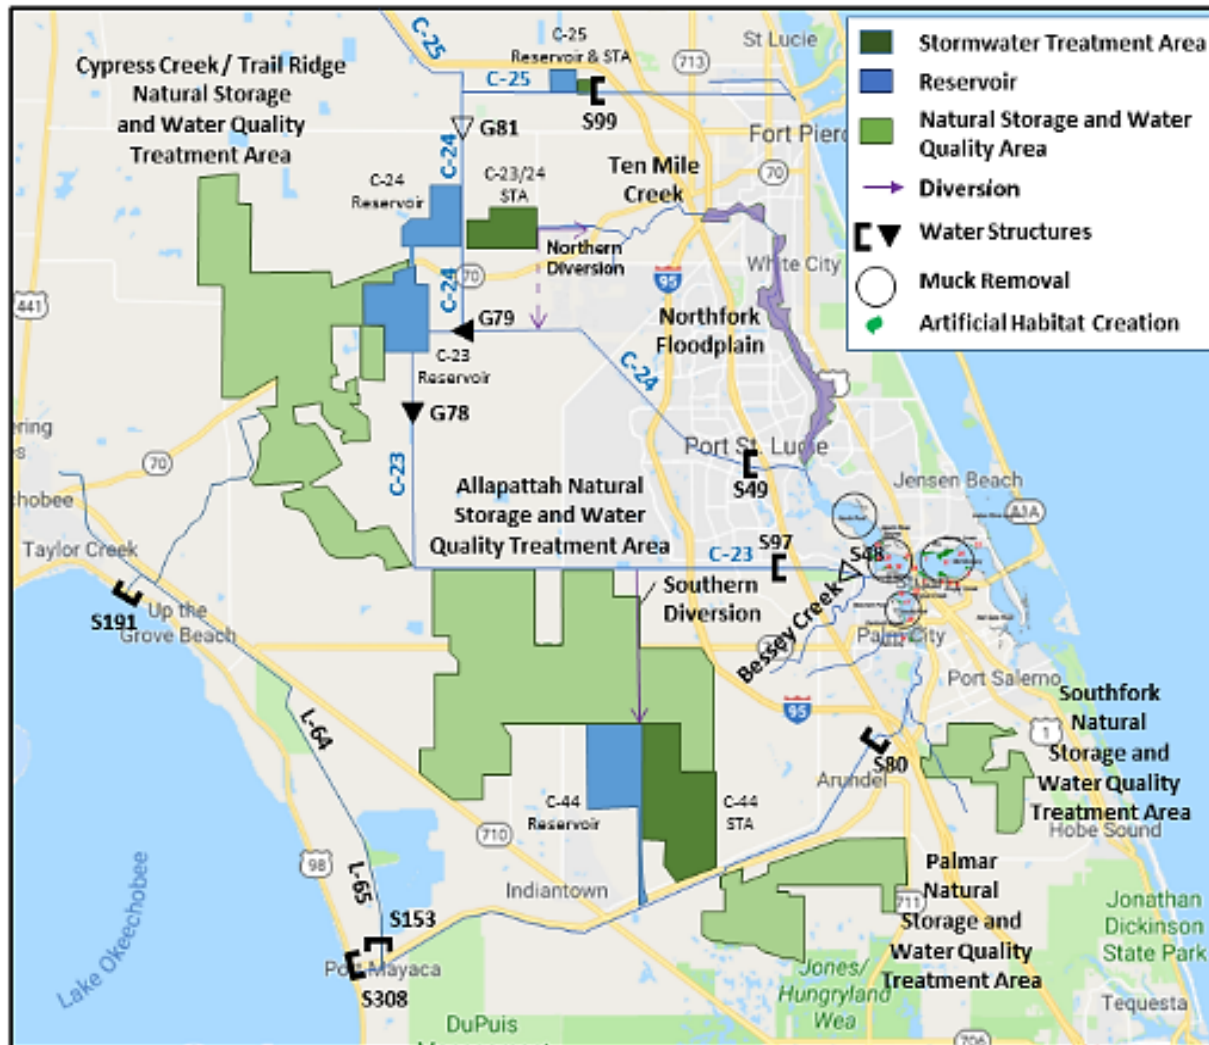 C-25
C-25
Reservoir & STA
St Lucie
713
Cypress Creek / Trail Ridge
Natural Storage
and Water Quality
Treatment Area
C-25
S99
G81
Fort Pierc
Stormwater Treatment Area
Reservoir
Natural Storage and Water
Quality Area
Diversion
Water Structures
Muck Removal
Artificial Habitat Creation
C-24
C-24
Reservoir
C-23/24
STA
Ten Mile
Creek
70
Northern
Diversion
White City
441
70
C-24
95
G79
Northfork
Floodplain
C-23
Reservoir
C-24
G78
ering
70
C-23
Port St. Lucie
S49
Jensen Beach
A1A
chobee
Allapattah Natural
Storage and Water
Quality Treatment Area
Taylor Creek
C-23
S97
S48
S191
Up the
Grove Beach
Southern
Diversion
Bessey Creek
Palm City
Port Salerno
L-64
95
Southfork
Natural
Storage and
Water Quality
Treatment Area
1
S80
Arundel
C-44
Reservoir
C-44
STA
Hobe Sound
710
98
L-65
Indiantown
Palmar
Natural
Storage and
Water Quality
Treatment Area
711
Jonathan
Dickinson
State Park
S153
Port Mayaca
S308
Lake Okeechobee
Jones/
Hungryland
Wea
Tequesta
DuPuis
706